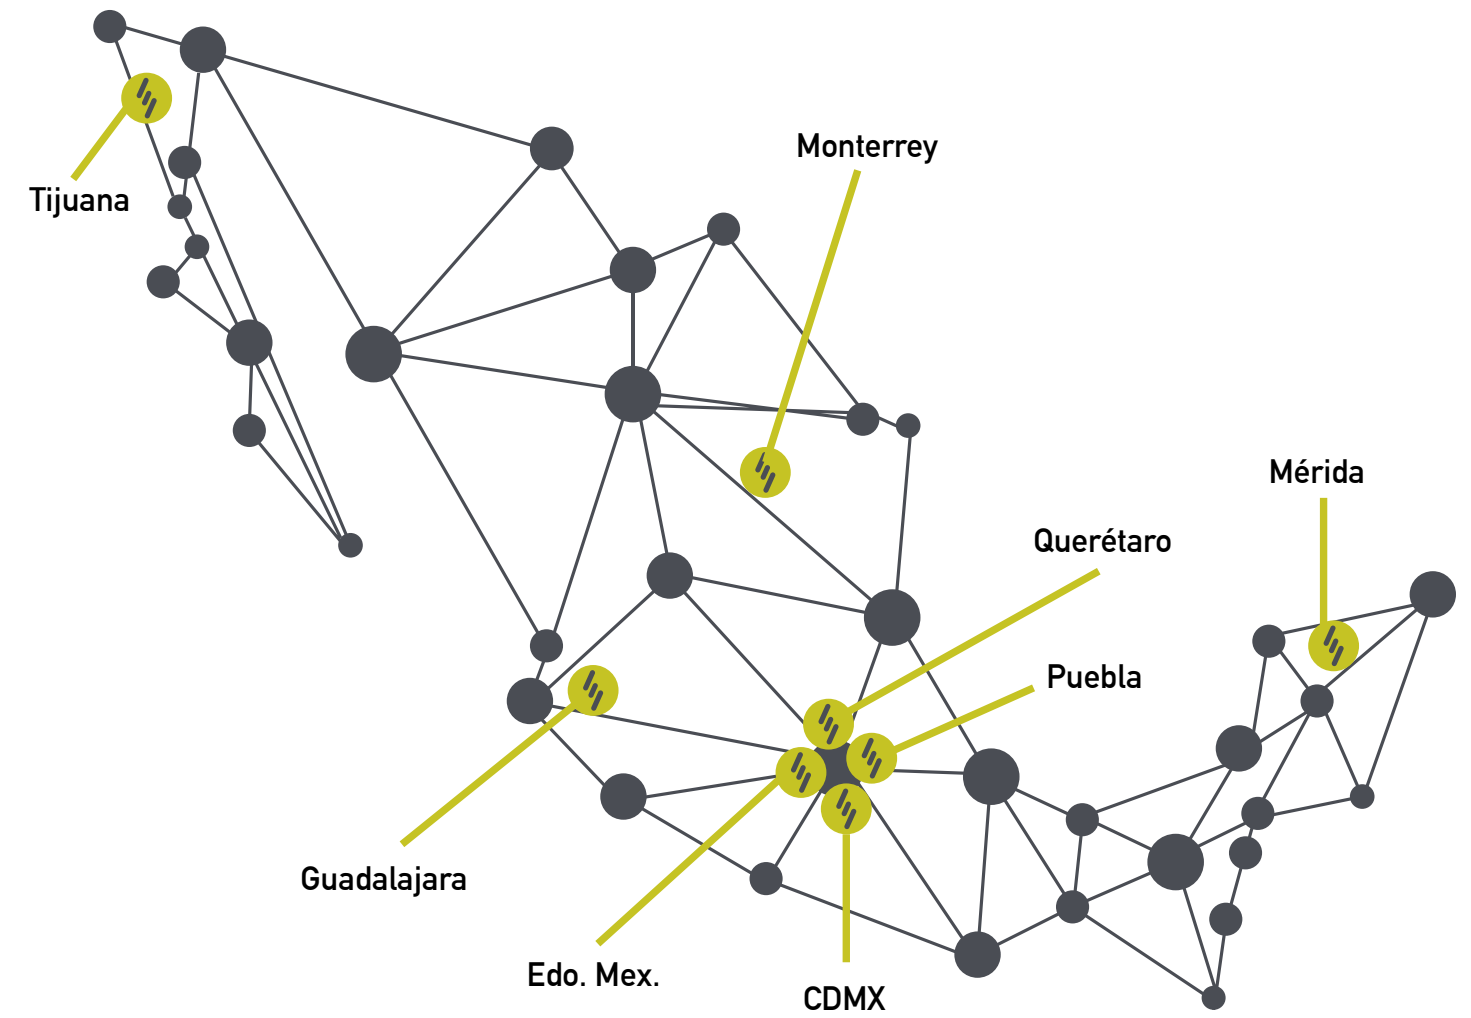 Monterrey
Tijuana
Mérida
Querétaro
Puebla
Guadalajara
Edo. Mex.
CDMX